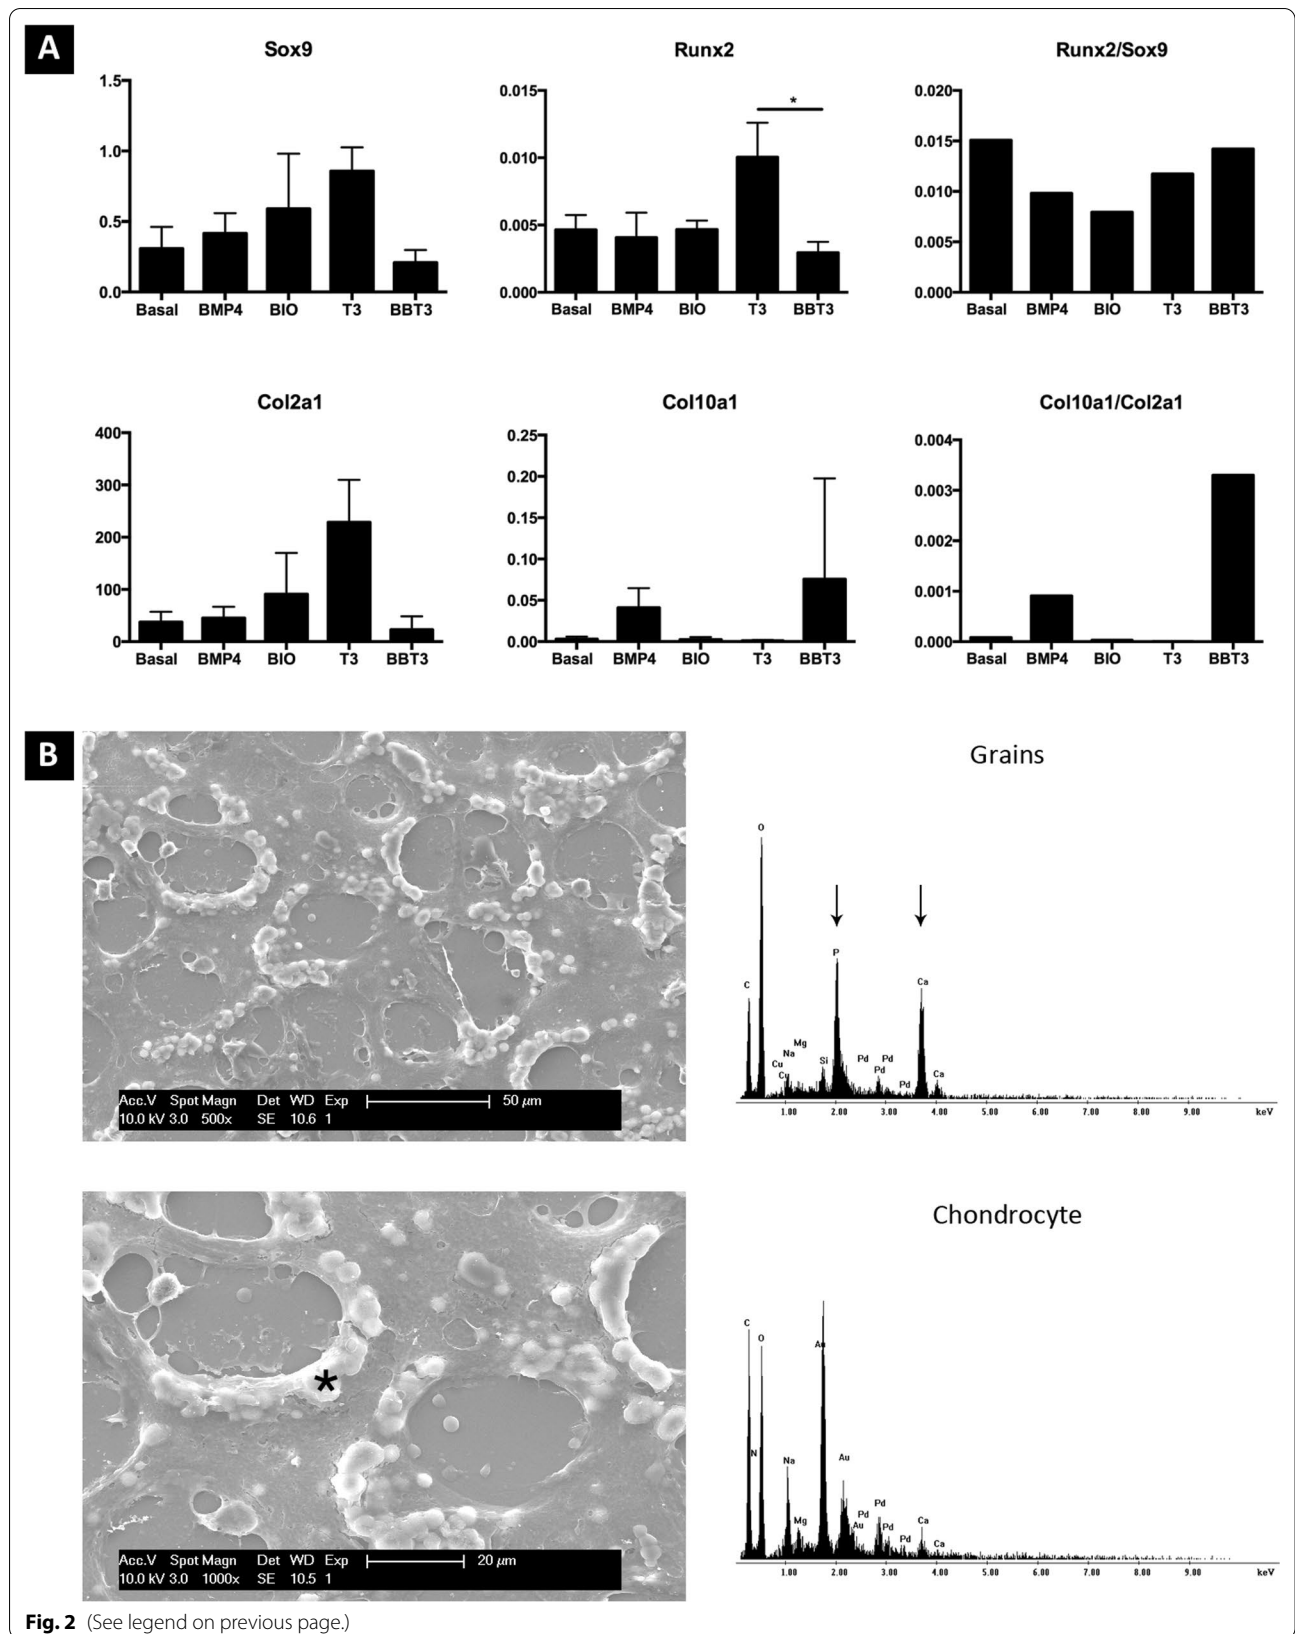 A
Sox9
1.5
1.0
0.5
0.0
Basal BMP4 BIO T3 BBT3
Runx2
0.015
0.010
0.005
0.000
*
Basal BMP4 BIO T3 BBT3
Runx2/Sox9
0.020
0.015
0.010
0.005
0.000
Basal BMP4 BIO T3 BBT3
Col2a1
400
300
200
100
0
Basal BMP4 BIO T3 BBT3
Col10a1
0.25
0.20
0.15
0.10
0.05
0.00
Basal BMP4 BIO T3 BBT3
Col10a1/Col2a1
0.004
0.003
0.002
0.001
0.000
Basal BMP4 BIO T3 BBT3
B
Acc.V Spot Magn Det WD Exp 50 µm
10.0 kV 3.0 500x SE 10.6 1
Grains
O
P
C
Ca
Mg
Na
Cu
Cu
Si
Pd
Pd
Pd
Pd
Ca
1.00 2.00 3.00 4.00 5.00 6.00 7.00 8.00 9.00 keV
*
Acc.V Spot Magn Det WD Exp 20 µm
10.0 kV 3.0 1000x SE 10.5 1
Chondrocyte
C
O
Au
N
Na
Au
Mg
Pd
Au
Pd
Pd
Pd
Ca
Ca
1.00 2.00 3.00 4.00 5.00 6.00 7.00 8.00 9.00 keV
Fig. 2 (See legend on previous page.)